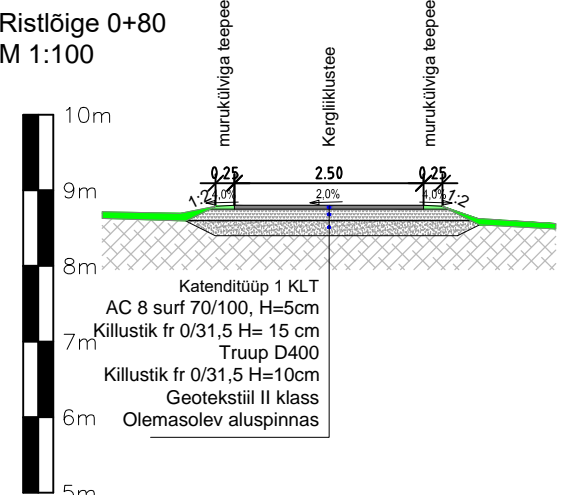 Ristlõige 0+80
M 1:100
murukülviga teepee
Kergliiklustee
murukülviga teepee
10m
9m
8m
7m
6m
5m
0.25
2.50
0.25
1:2
4.0%
2.0%
4.0%
1:2
Katenditüüp 1 KLT
AC 8 surf 70/100, H=5cm
Killustik fr 0/31,5 H= 15 cm
Truup D400
Killustik fr 0/31,5 H=10cm
Geotekstiil II klass
Olemasolev aluspinnas